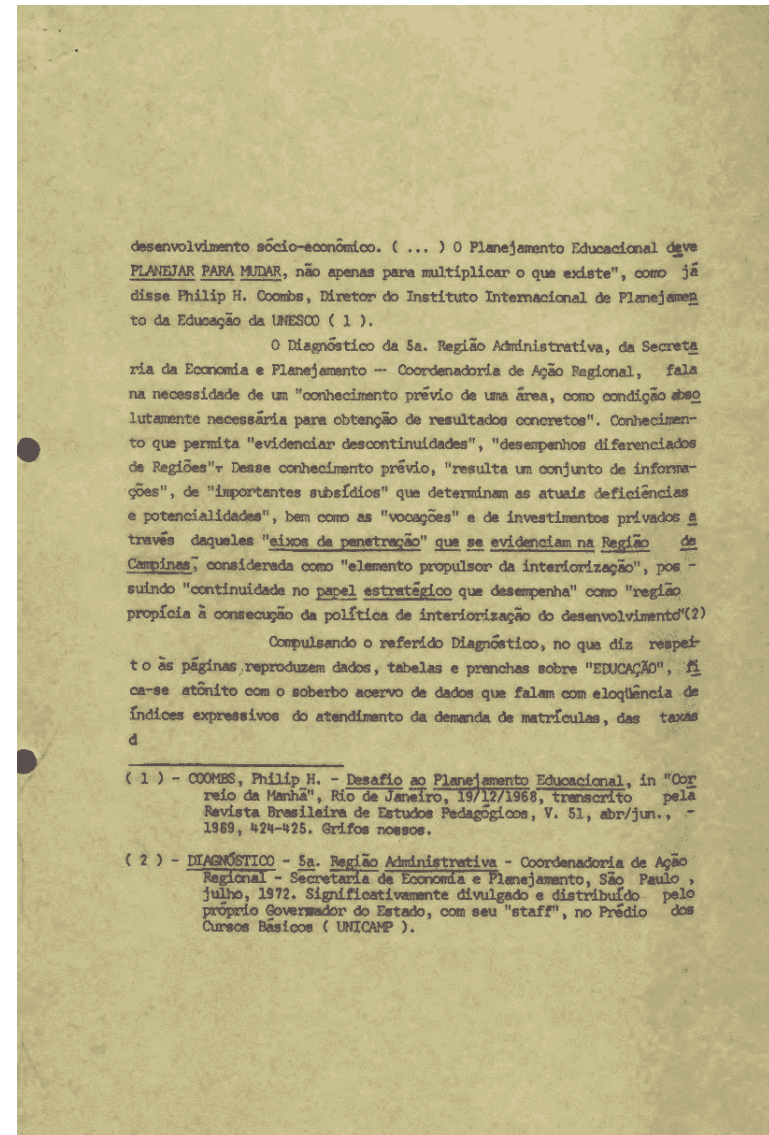 desenvolvimento sócio-econômico. ( ... ) O Planejamento Educacional deve
PLANEJAR PARA MUDAR, não apenas para multiplicar o que existe", como já
disse Philip H. Coombs, Diretor do Instituto Internacional de Planejamen
to da Educação da UNESCO ( 1 ).
O Diagnóstico da 5a. Região Administrativa, da Secreta
ria da Economia e Planejamento -- Coordenadoria de Ação Regional, fala
na necessidade de um "conhecimento prévio de uma área, como condição abso
lutamente necessária para obtenção de resultados concretos". Conhecimen-
to que permita "evidenciar descontinuidades", "desempenhos diferenciados
de Regiões". Desse conhecimento prévio, "resulta um conjunto de informa-
ções", de "importantes subsídios" que determinam as atuais deficiências
e potencialidades", bem como as "vocações" e de investimentos privados a
través daqueles "eixos da penetração" que se evidenciam na Região de
Campinas, considerada como "elemento propulsor da interiorização", pos -
suindo "continuidade no papel estratégico que desempenha" como "região
propícia à consecução da política de interiorização do desenvolvimento"(2)
Compulsando o referido Diagnóstico, no que diz respei-
t o às páginas reproduzem dados, tabelas e pranchas sobre "EDUCAÇÃO", fi
ca-se atônito com o soberbo acervo de dados que falam com eloqüência de
índices expressivos do atendimento da demanda de matrículas, das taxas
d
( 1 ) - COOMBS, Philip H. - Desafio ao Planejamento Educacional, in "Cor
reio da Manhã", Rio de Janeiro, 19/12/1968, transcrito pela
Revista Brasileira de Estudos Pedagógicos, V. 51, abr/jun., -
1969, 424-425. Grifos nossos.
( 2 ) - DIAGNÓSTICO - 5a. Região Administrativa - Coordenadoria de Ação
Regional - Secretaria de Economia e Planejamento, São Paulo ,
julho, 1972. Significativamente divulgado e distribuído pelo
próprio Governador do Estado, com seu "staff", no Prédio dos
Cursos Básicos ( UNICAMP ).